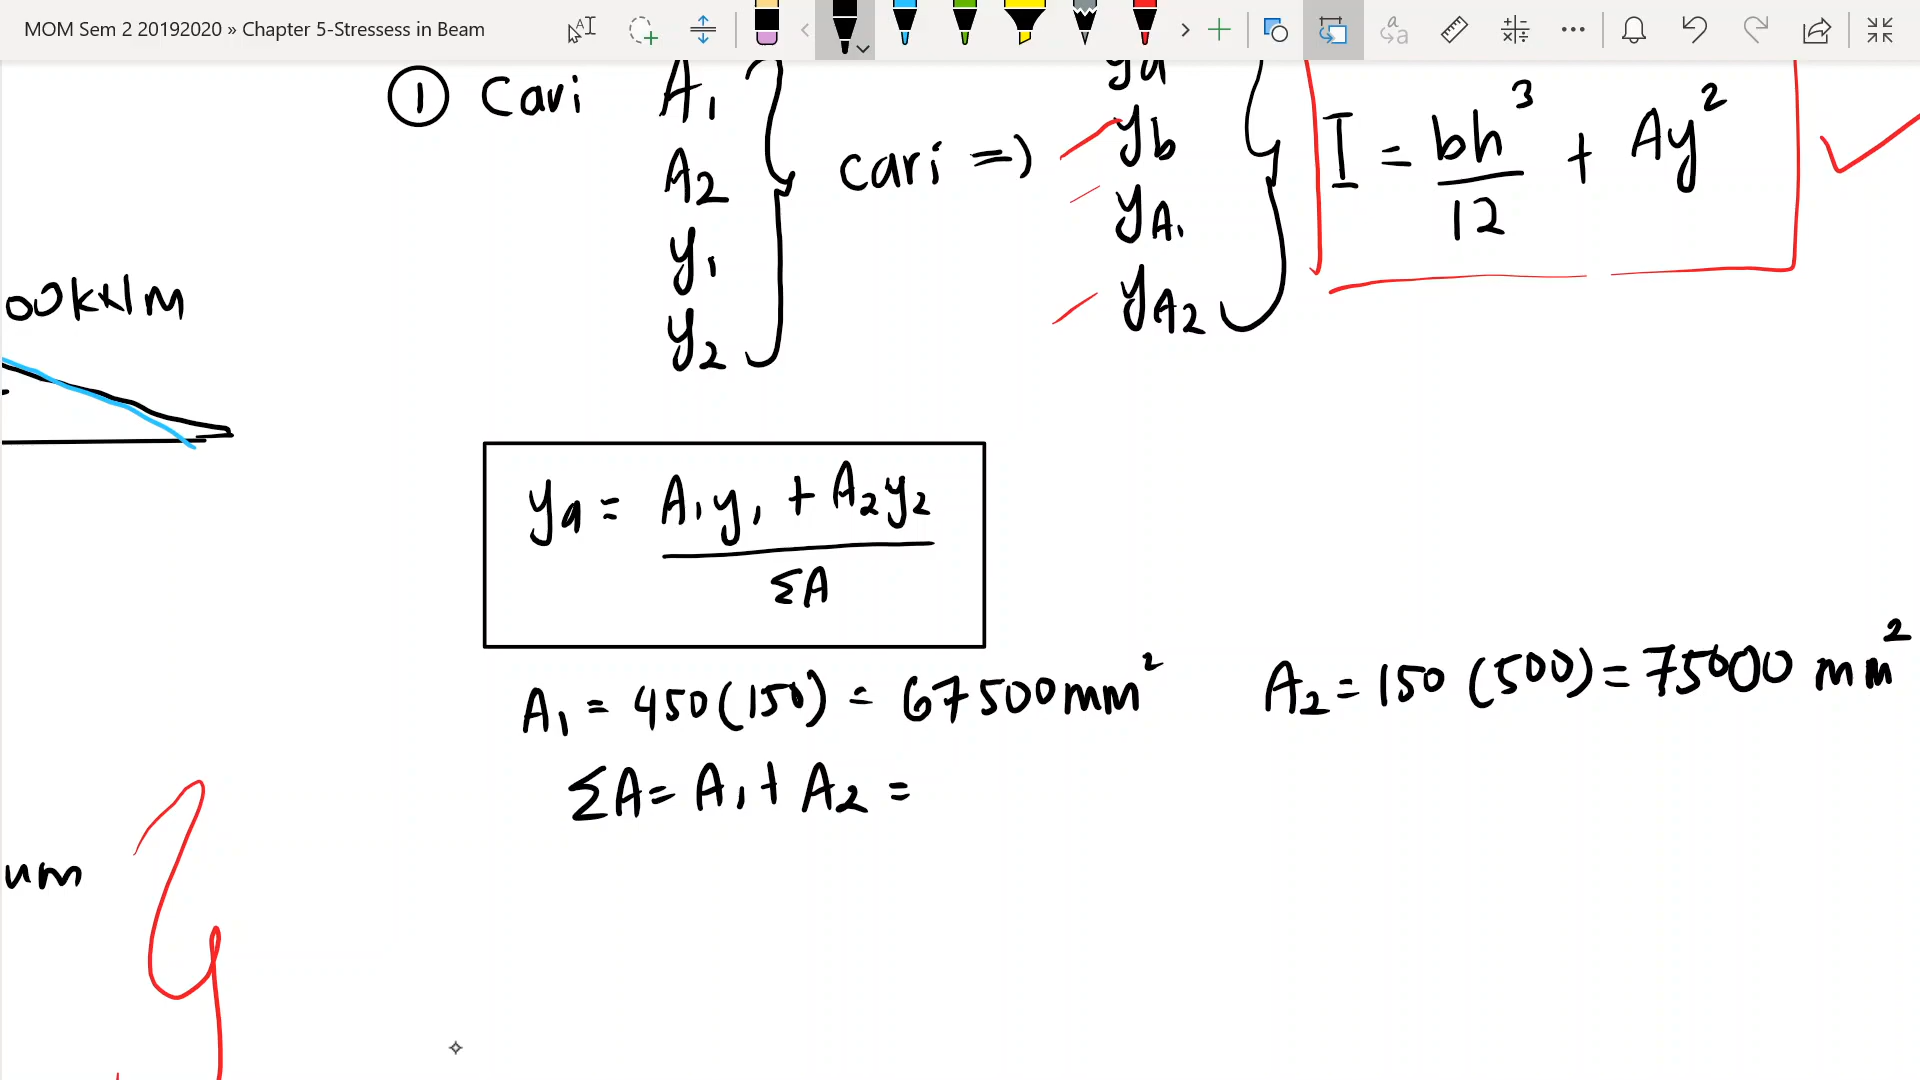 MOM Sem 2 20192020 » Chapter 5-Stressess in Beam
① Cari A₁
A₂
y₁
y₂
cari =>
ya
yb
yA₁
yA₂
I = bh³/12 + Ay²
00kNm
ya = A₁y₁ + A₂y₂
ΣA
A₁ = 450(150) = 67500mm²
A₂ = 150(500) = 75000 mm²
ΣA = A₁ + A₂ =